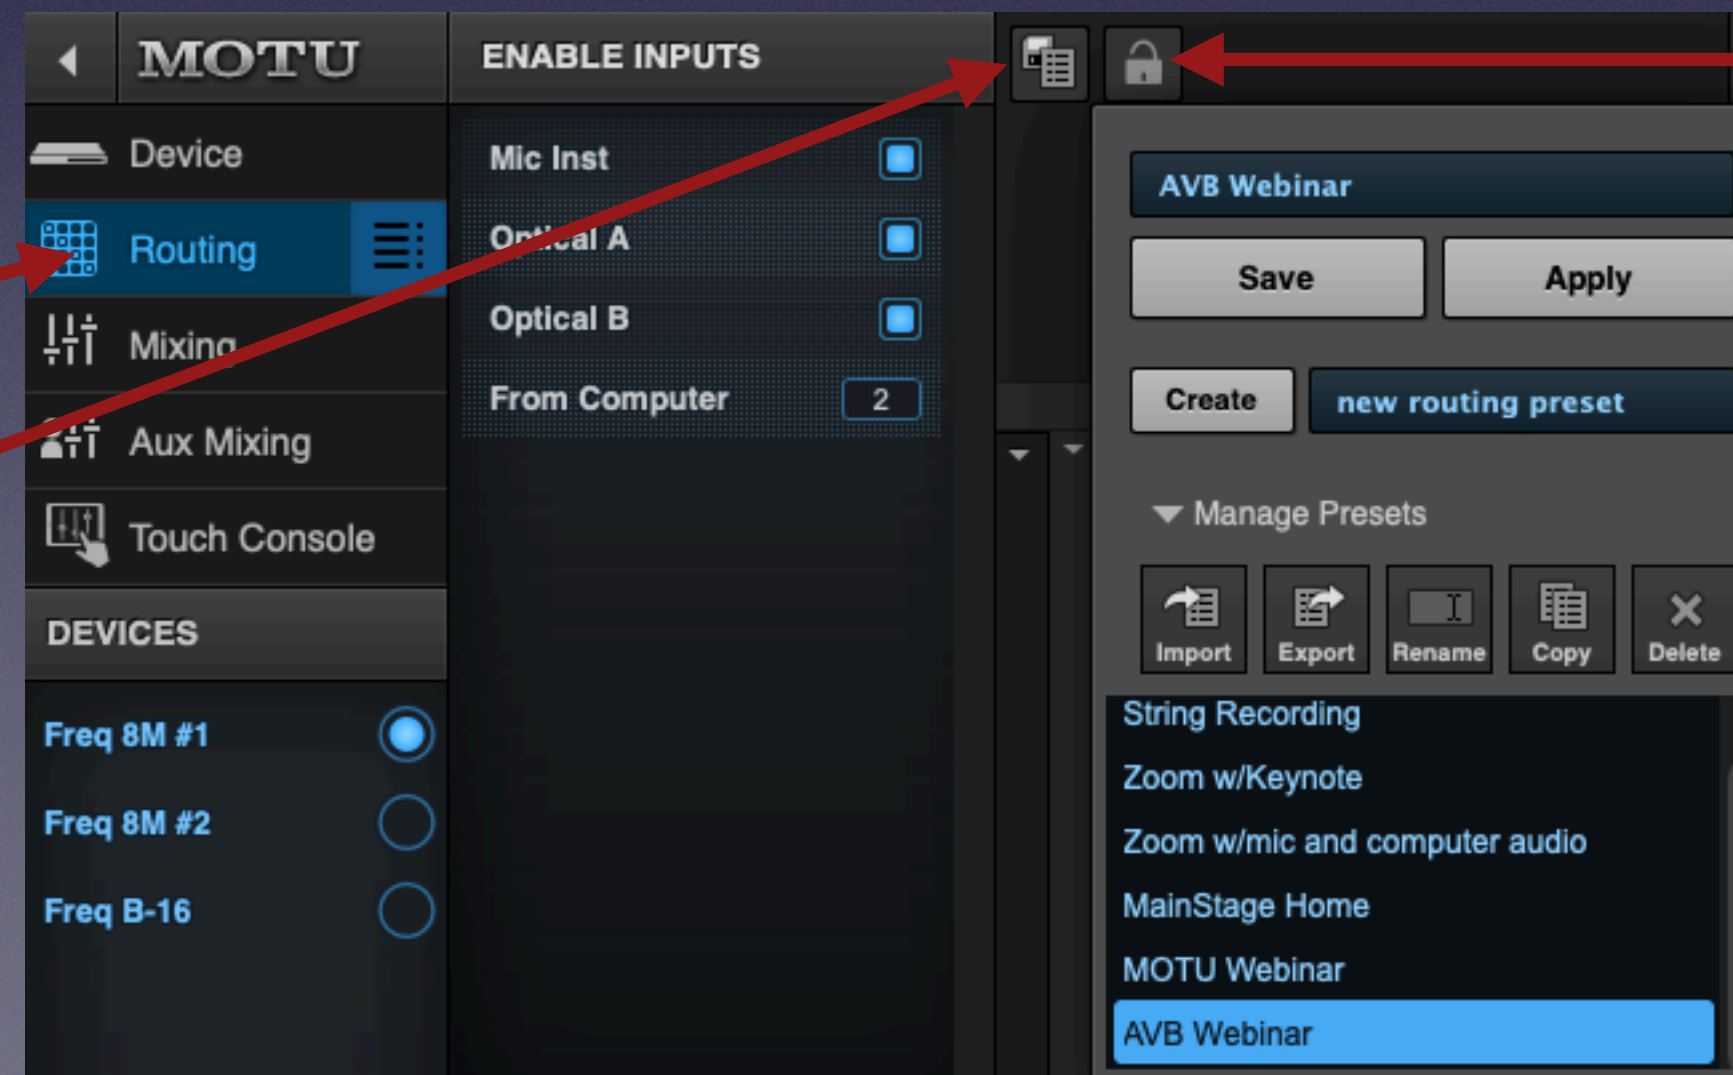 MOTU
ENABLE INPUTS
Device
Routing
Mixing
Aux Mixing
Touch Console
DEVICES
Freq 8M #1
Freq 8M #2
Freq B-16
Mic Inst
Optical A
Optical B
From Computer 2
AVB Webinar
Save Apply
Create new routing preset
Manage Presets
Import Export Rename Copy Delete
String Recording
Zoom w/Keynote
Zoom w/mic and computer audio
MainStage Home
MOTU Webinar
AVB Webinar